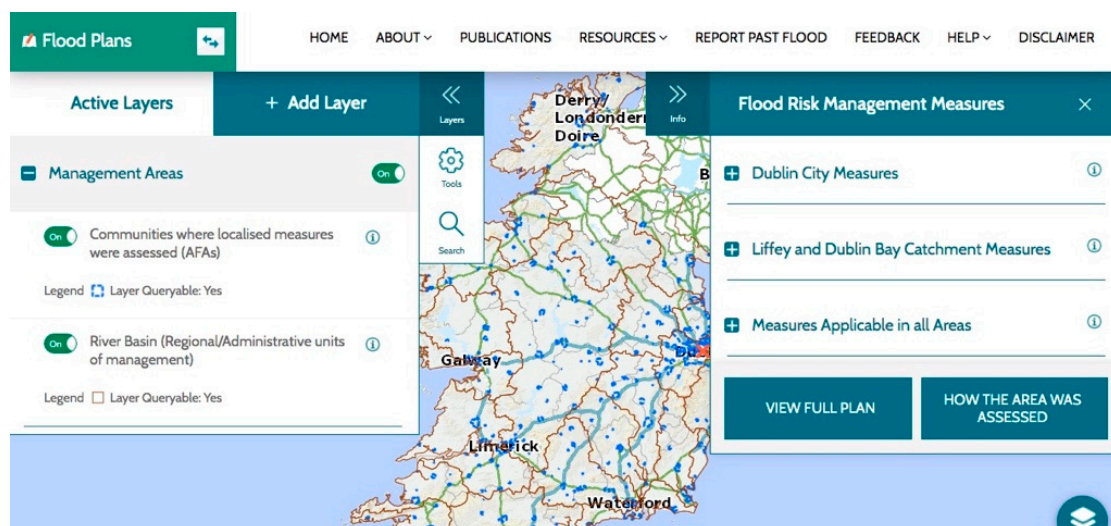 Flood Plans
HOME
ABOUT
PUBLICATIONS
RESOURCES
REPORT PAST FLOOD
FEEDBACK
HELP
DISCLAIMER
Active Layers
+ Add Layer
Layers
Tools
Search
Management Areas
On
On
Communities where localised measures
were assessed (AFAs)
Legend Layer Queryable: Yes
On
River Basin (Regional/Administrative units
of management)
Legend Layer Queryable: Yes
Derry/
Londonder
Doire
B
Galway
Du
Limerick
Waterford
Info
Flood Risk Management Measures
Dublin City Measures
Liffey and Dublin Bay Catchment Measures
Measures Applicable in all Areas
VIEW FULL PLAN
HOW THE AREA WAS
ASSESSED